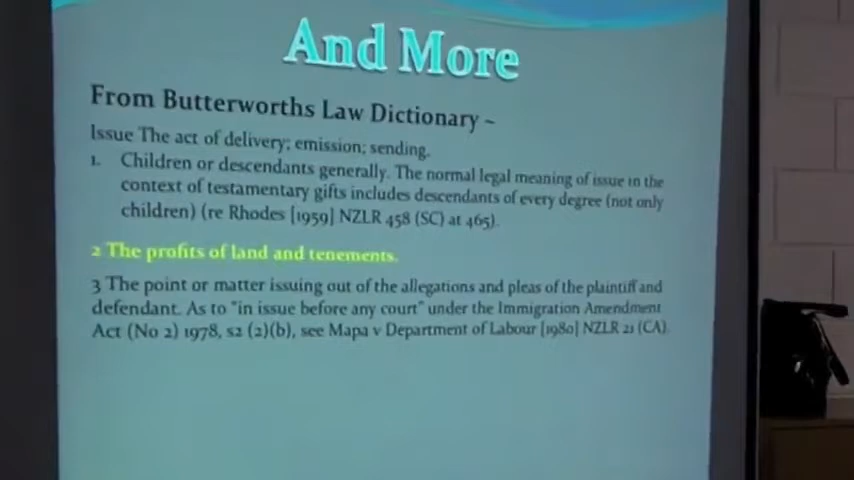 And More
From Butterworths Law Dictionary –
Issue The act of delivery; emission; sending.
1. Children or descendants generally. The normal legal meaning of issue in the
context of testamentary gifts includes descendants of every degree (not only
children) (re Rhodes [1959] NZLR 458 (SC) at 465).
2 The profits of land and tenements.
3 The point or matter issuing out of the allegations and pleas of the plaintiff and
defendant. As to "in issue before any court" under the Immigration Amendment
Act (No 2) 1978, s2 (2)(b), see Mapa v Department of Labour [1980] NZLR 21 (CA)